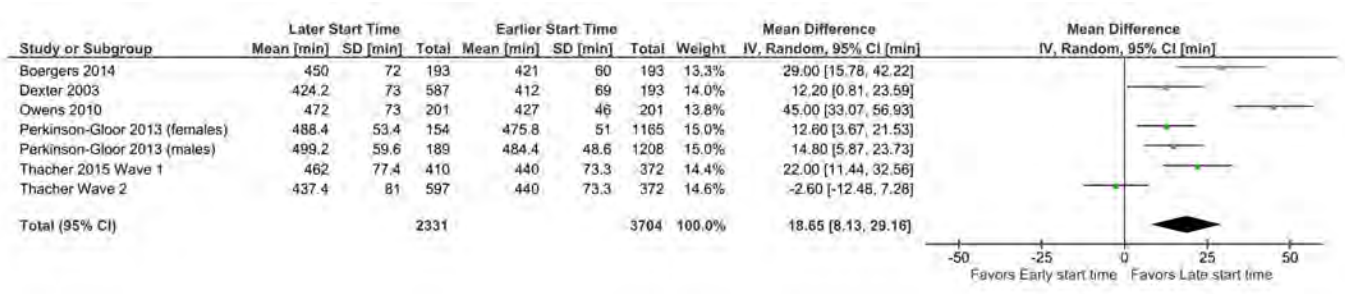 Later Start Time Earlier Start Time Mean Difference Mean Difference
Study or Subgroup Mean [min] SD [min] Total Mean [min] SD [min] Total Weight IV, Random, 95% CI [min] IV, Random, 95% CI [min]
Boergers 2014 450 72 193 421 60 193 13.3% 29.00 [15.78, 42.22]
Dexter 2003 424.2 73 587 412 69 193 14.0% 12.20 [0.81, 23.59]
Owens 2010 472 73 201 427 46 201 13.8% 45.00 [33.07, 56.93]
Perkinson-Gloor 2013 (females) 488.4 53.4 154 475.8 51 1165 15.0% 12.60 [3.67, 21.53]
Perkinson-Gloor 2013 (males) 499.2 59.6 189 484.4 48.6 1208 15.0% 14.80 [5.87, 23.73]
Thacher 2015 Wave 1 462 77.4 410 440 73.3 372 14.4% 22.00 [11.44, 32.56]
Thacher Wave 2 437.4 81 597 440 73.3 372 14.6% -2.60 [-12.46, 7.26]
Total (95% CI) 2331 3704 100.0% 18.65 [8.13, 29.16]
-50 -25 0 25 50
Favors Early start time Favors Late start time